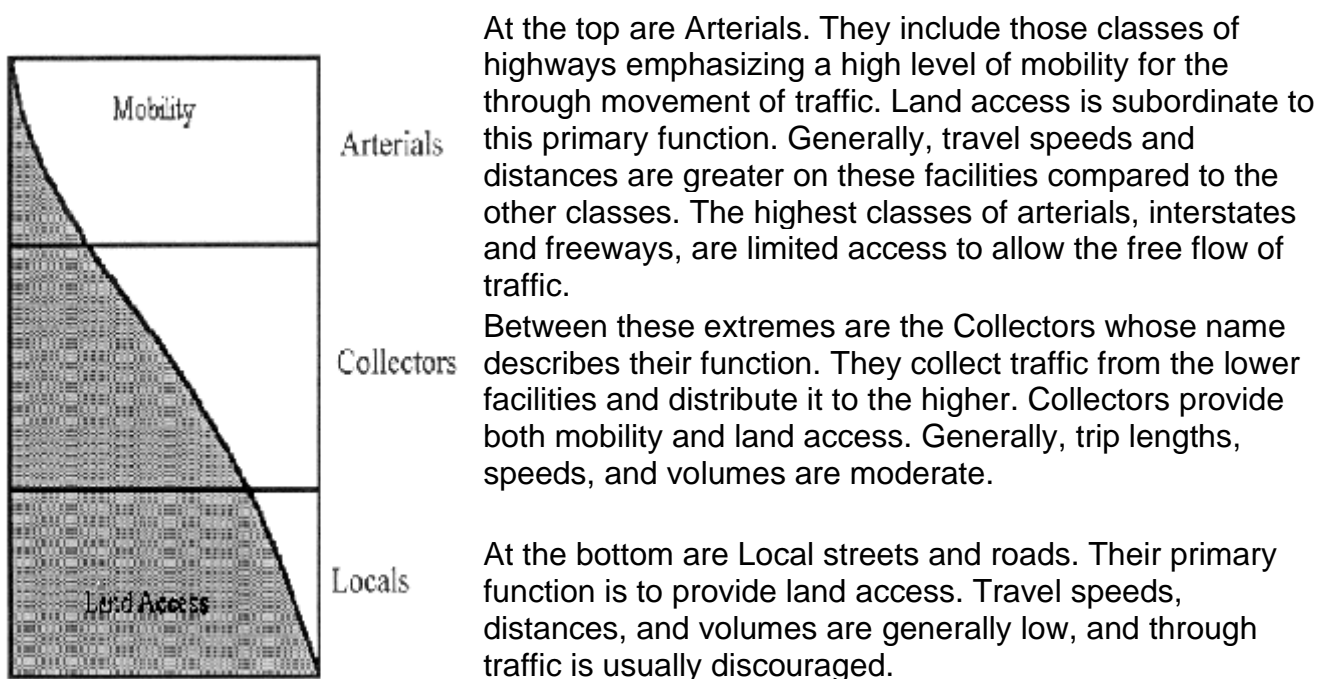 At the top are Arterials. They include those classes of
highways emphasizing a high level of mobility for the
through movement of traffic. Land access is subordinate to
this primary function. Generally, travel speeds and
distances are greater on these facilities compared to the
other classes. The highest classes of arterials, interstates
and freeways, are limited access to allow the free flow of
traffic.
Between these extremes are the Collectors whose name
describes their function. They collect traffic from the lower
facilities and distribute it to the higher. Collectors provide
both mobility and land access. Generally, trip lengths,
speeds, and volumes are moderate.
At the bottom are Local streets and roads. Their primary
function is to provide land access. Travel speeds,
distances, and volumes are generally low, and through
traffic is usually discouraged.
Mobility
Arterials
Collectors
Locals
Land Access